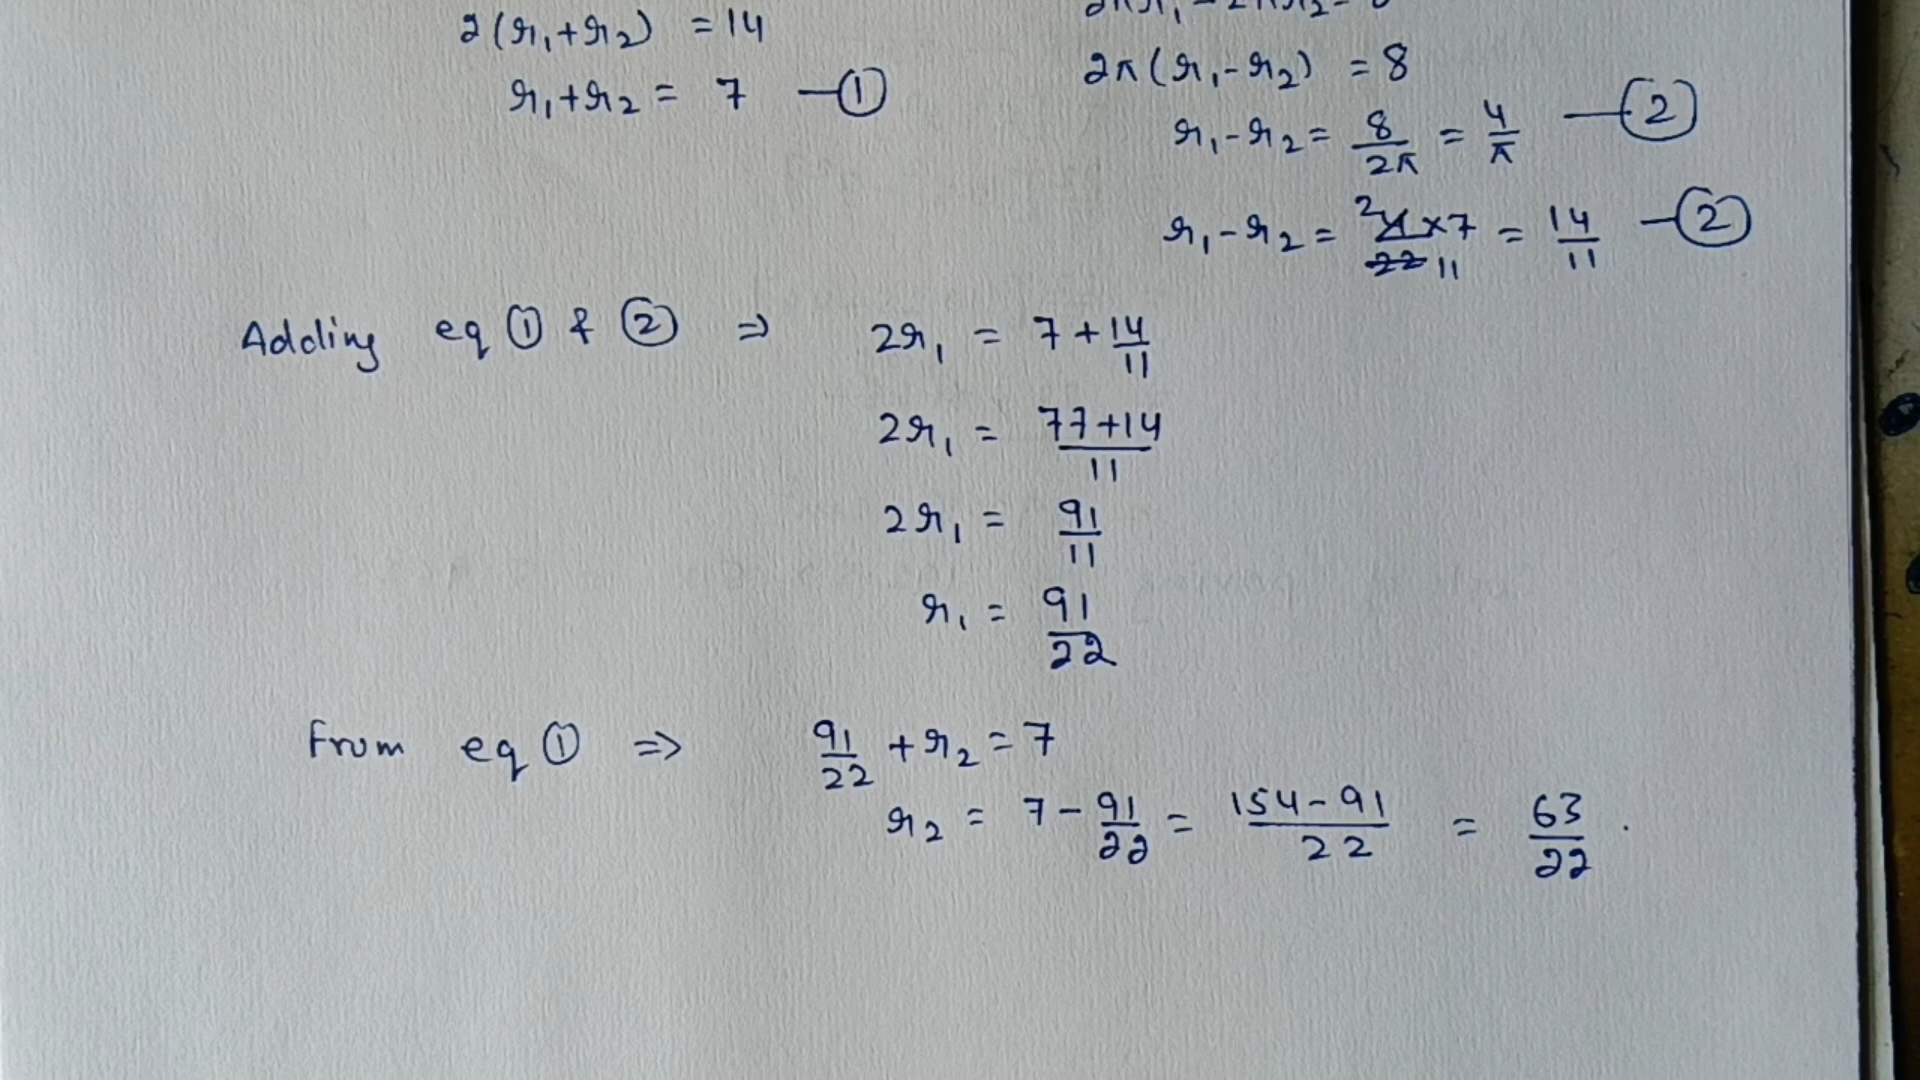 2(r₁+r₂) = 14
r₁+r₂ = 7 —①
2π(r₁-r₂) = 8
r₁-r₂ = 8/2π = 4/π —②
r₁-r₂ = 2 4×7/22 11 = 14/11 —②
Adding eq ① & ② ⇒ 2r₁ = 7+14/11
2r₁ = 77+14/11
2r₁ = 91/11
r₁ = 91/22
From eq ① ⇒ 91/22 + r₂ = 7
r₂ = 7 - 91/22 = 154-91/22 = 63/22 .